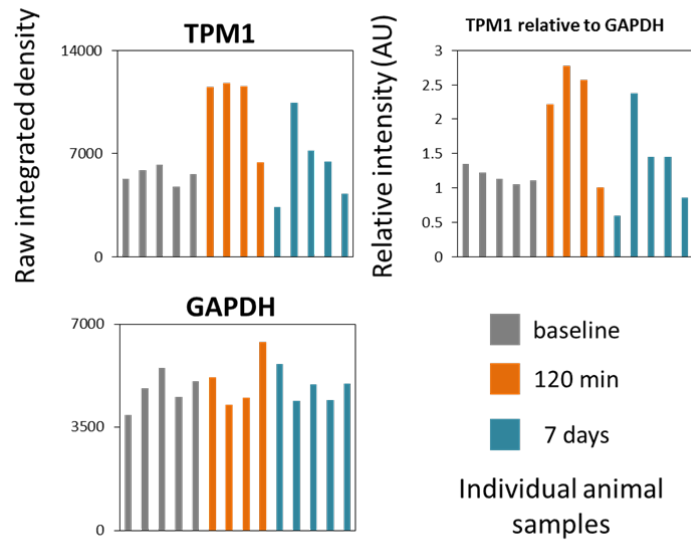 TPM1
Raw integrated density
14000
7000
0
TPM1 relative to GAPDH
Relative intensity (AU)
3
2.5
2
1.5
1
0.5
0
GAPDH
7000
3500
0
baseline
120 min
7 days
Individual animal
samples